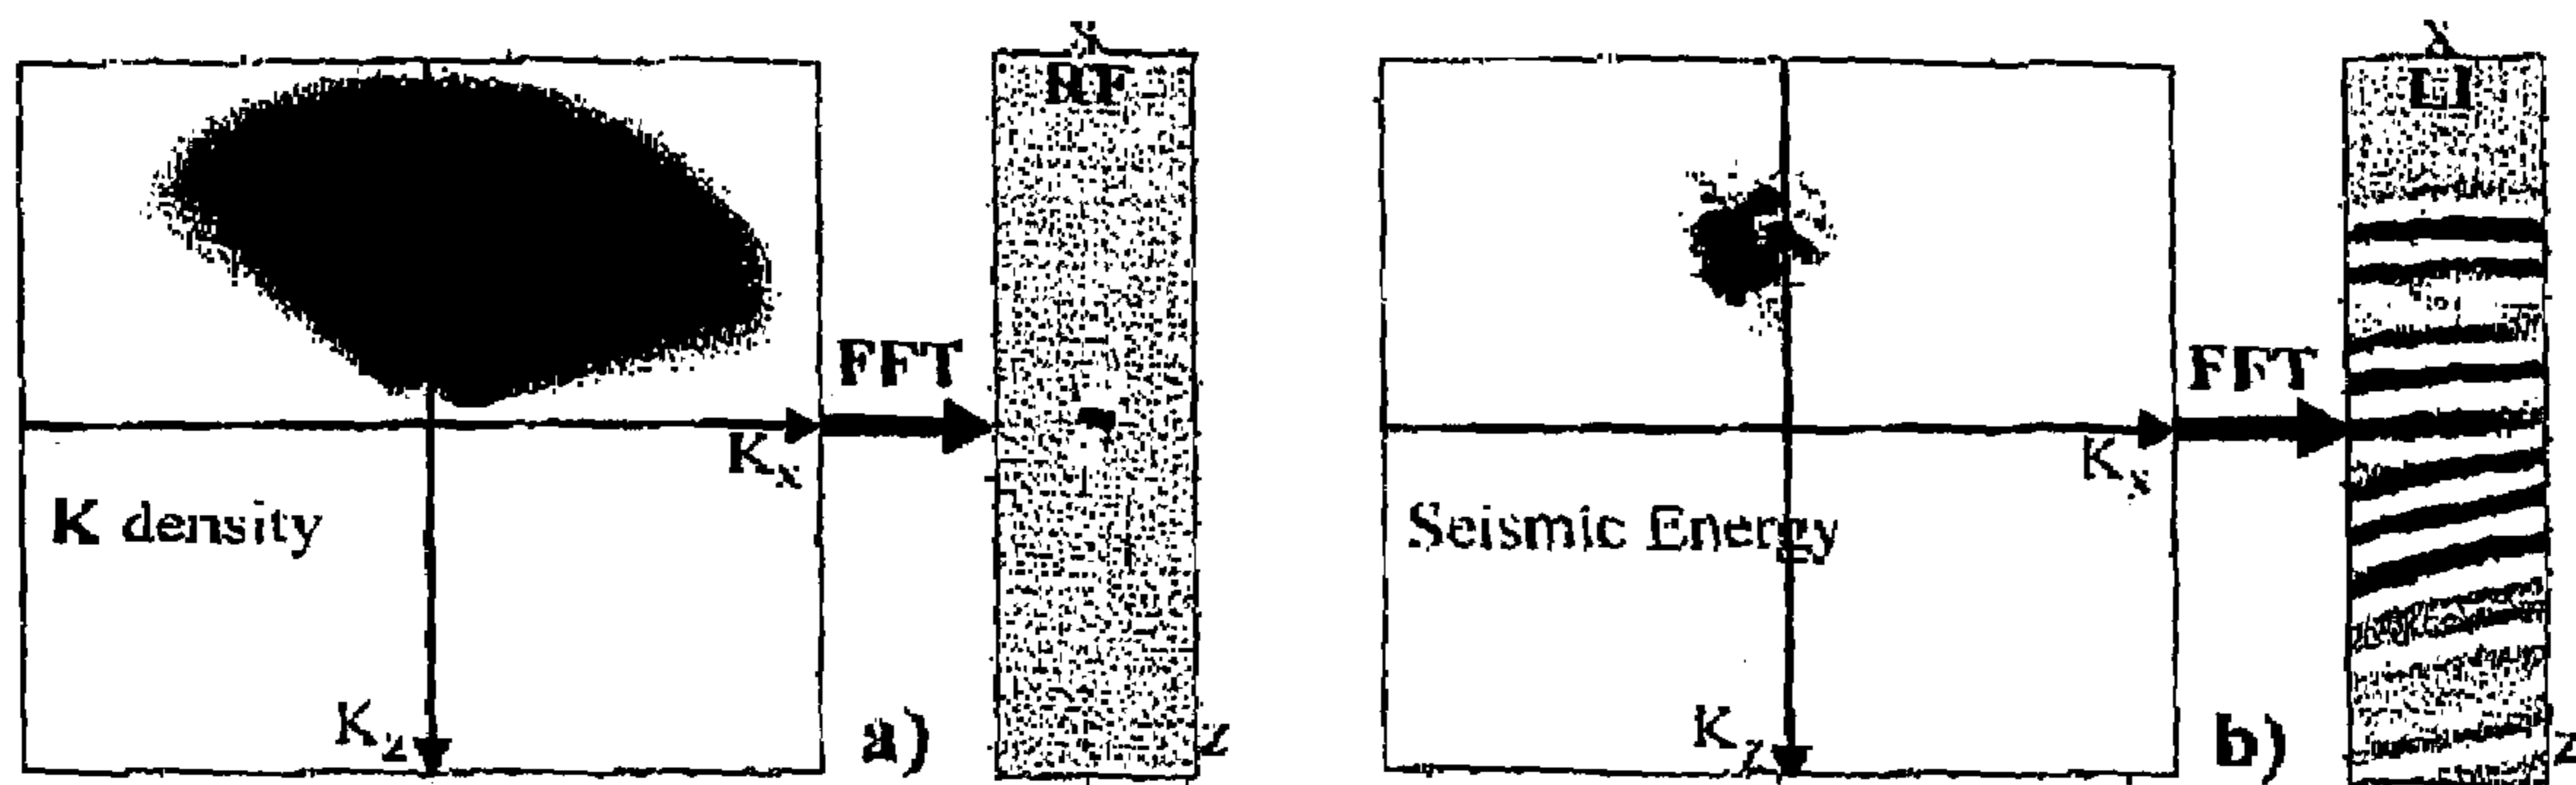 x
RF
FFT
Kx
K density
Kz
a)
z
x
LI
FFT
Kx
Seismic Energy
Kz
b)
z